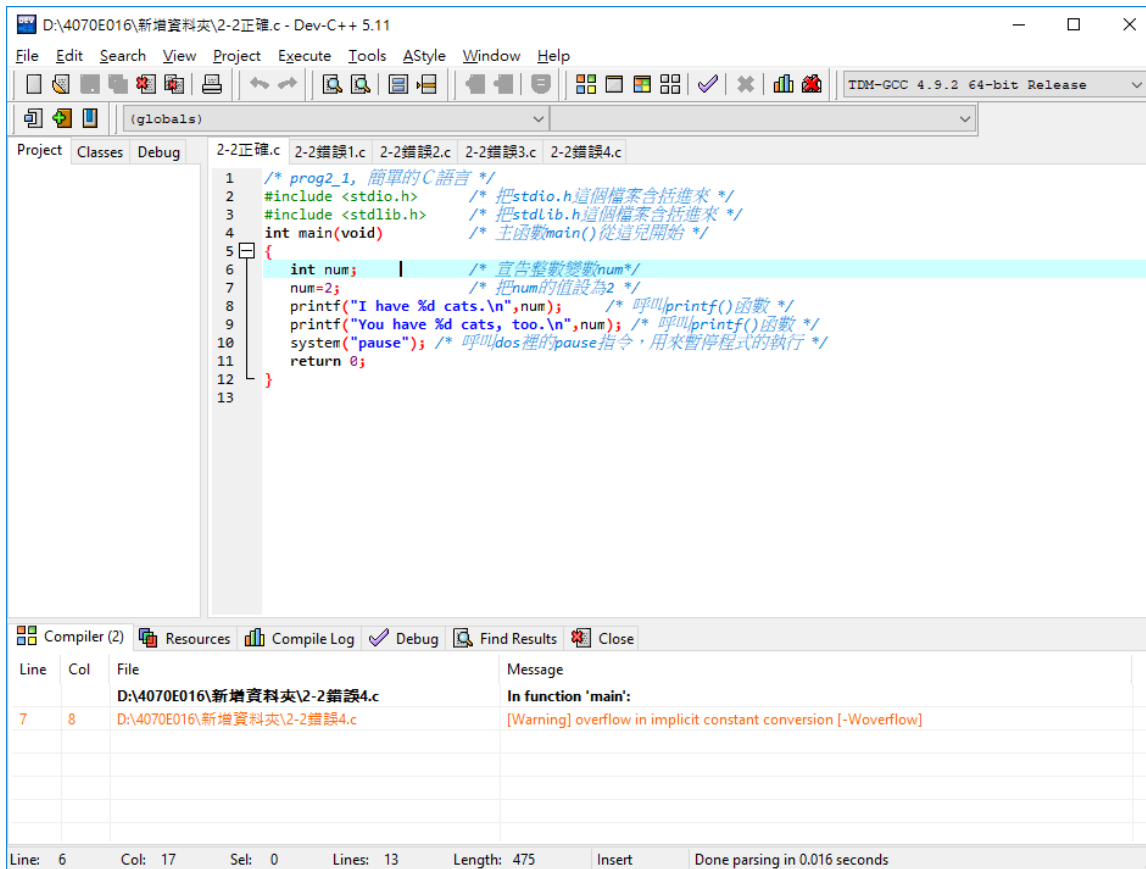 D:\4070E016\新增資料夾\2-2正確.c - Dev-C++ 5.11
File Edit Search View Project Execute Tools AStyle Window Help
TDM-GCC 4.9.2 64-bit Release
(globals)
Project Classes Debug
2-2正確.c 2-2錯誤1.c 2-2錯誤2.c 2-2錯誤3.c 2-2錯誤4.c
1 /* prog2_1, 簡單的C語言 */
2 #include <stdio.h> /* 把stdio.h這個檔案含括進來 */
3 #include <stdlib.h> /* 把stdlib.h這個檔案含括進來 */
4 int main(void) /* 主函數main()從這兒開始 */
5 {
6 int num; /* 宣告整數變數num*/
7 num=2; /* 把num的值設為2 */
8 printf("I have %d cats.\n",num); /* 呼叫printf()函數 */
9 printf("You have %d cats, too.\n",num); /* 呼叫printf()函數 */
10 system("pause"); /* 呼叫dos裡的pause指令，用來暫停程式的執行 */
11 return 0;
12 }
13
Compiler (2) Resources Compile Log Debug Find Results Close
Line Col File Message
D:\4070E016\新增資料夾\2-2錯誤4.c In function 'main':
7 8 D:\4070E016\新增資料夾\2-2錯誤4.c [Warning] overflow in implicit constant conversion [-Woverflow]
Line: 6 Col: 17 Sel: 0 Lines: 13 Length: 475 Insert Done parsing in 0.016 seconds